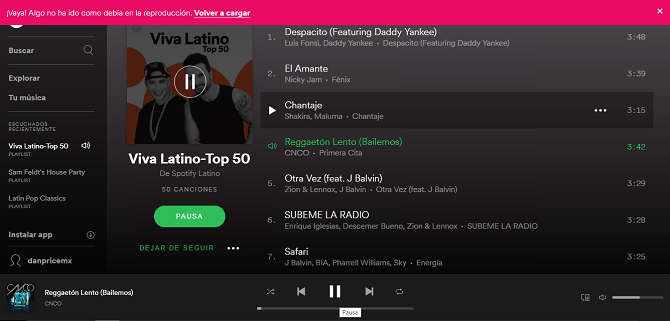 ¡Vaya! Algo no ha ido como debía en la reproducción. Volver a cargar
×
Buscar
Explorar
Tu música
ESCUCHADOS
RECIENTEMENTE
Viva Latino-Top 50
PLAYLIST
Sam Feldt's House Party
PLAYLIST
Latin Pop Classics
PLAYLIST
Instalar app
danpricemx
Viva Latino
Top 50
Viva Latino-Top 50
De Spotify Latino
50 CANCIONES
PAUSA
DEJAR DE SEGUIR •••
1. Despacito (Featuring Daddy Yankee) 3:48
Luis Fonsi, Daddy Yankee • Despacito (Featuring Daddy Yankee)
2. El Amante 3:39
Nicky Jam • Fénix
Chantaje ••• 3:15
Shakira, Maluma • Chantaje
Reggaetón Lento (Bailemos) 3:42
CNCO • Primera Cita
5. Otra Vez (feat. J Balvin) 3:29
Zion & Lennox, J Balvin • Otra Vez (feat. J Balvin)
6. SUBEME LA RADIO 3:28
Enrique Iglesias, Descemer Bueno, Zion & Lennox • SUBEME LA RADIO
7. Safari 3:25
J Balvin, BIA, Pharrell Williams, Sky • Energía
CNCO
Reggaetón Lento (Bailemos)
CNCO
Pausa